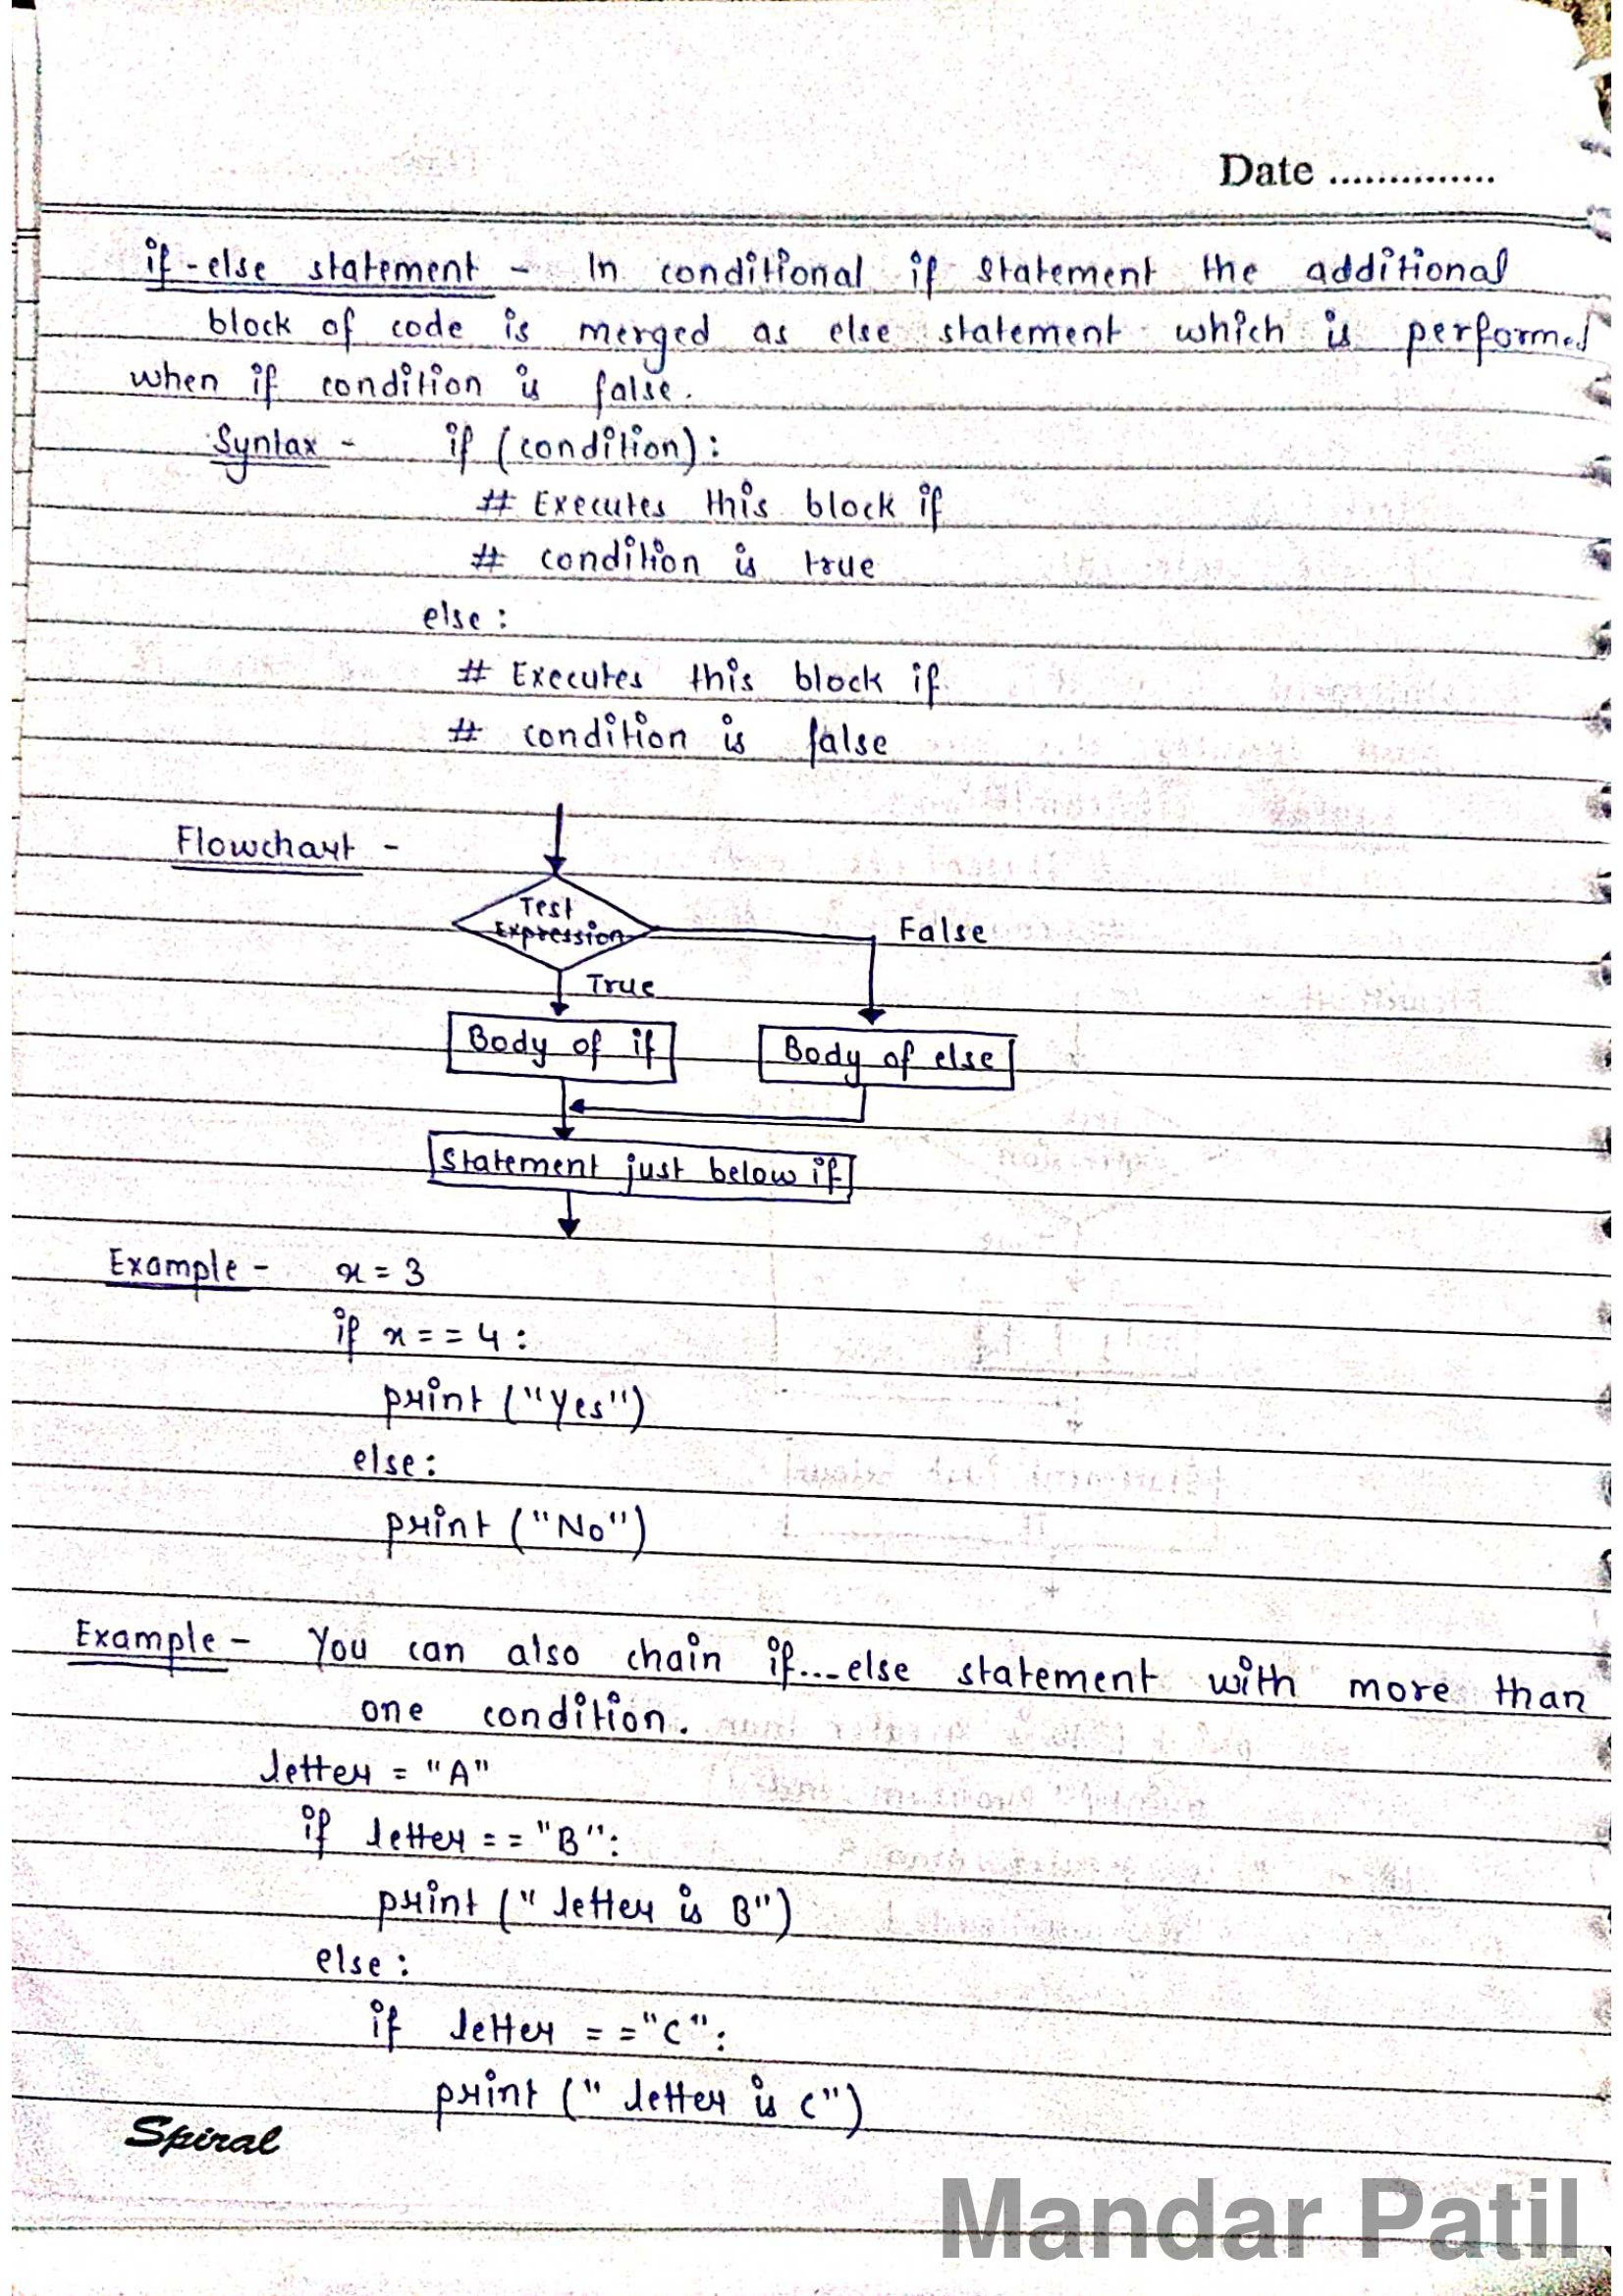 Date ..............
if-else statement - In conditional if statement the additional
block of code is merged as else statement which is performed
when if condition is false.
Syntax - if (condition):
# Executes this block if
# condition is true
else:
# Executes this block if
# condition is false
Flowchart -
Test
Expression
False
True
Body of if
Body of else
Statement just below if
Example - x = 3
if x == 4:
print ("Yes")
else:
print ("No")
Example - You can also chain if...else statement with more than
one condition.
letter = "A"
if letter == "B":
print (" letter is B")
else:
if letter == "C":
print (" letter is C")
Spiral
Mandar Patil